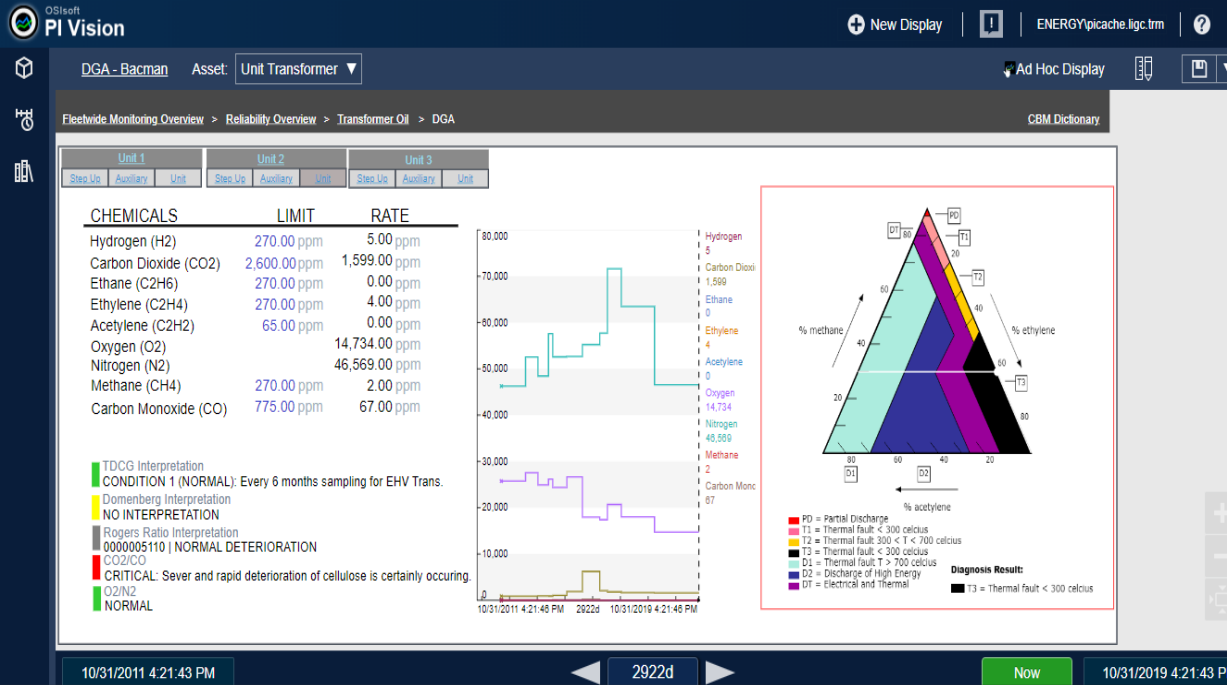 OSIsoft
PI Vision
New Display
ENERGY\picache.ligc.trm
DGA - Bacman
Asset: Unit Transformer ▼
Ad Hoc Display
Fleetwide Monitoring Overview > Reliability Overview > Transformer Oil > DGA
CBM Dictionary
Unit 1 Unit 2 Unit 3
Step Up Auxiliary Unit Step Up Auxiliary Unit Step Up Auxiliary Unit
CHEMICALS LIMIT RATE
Hydrogen (H2) 270.00 ppm 5.00 ppm
Carbon Dioxide (CO2) 2,600.00 ppm 1,599.00 ppm
Ethane (C2H6) 270.00 ppm 0.00 ppm
Ethylene (C2H4) 270.00 ppm 4.00 ppm
Acetylene (C2H2) 65.00 ppm 0.00 ppm
Oxygen (O2) 14,734.00 ppm
Nitrogen (N2) 46,569.00 ppm
Methane (CH4) 270.00 ppm 2.00 ppm
Carbon Monoxide (CO) 775.00 ppm 67.00 ppm
TDCG Interpretation
CONDITION 1 (NORMAL): Every 6 months sampling for EHV Trans.
Dornenberg Interpretation
NO INTERPRETATION
Rogers Ratio Interpretation
0000005110 | NORMAL DETERIORATION
CO2/CO
CRITICAL: Sever and rapid deterioration of cellulose is certainly occuring.
O2/N2
NORMAL
80,000
70,000
60,000
50,000
40,000
30,000
20,000
10,000
0
10/31/2011 4:21:46 PM 2922d 10/31/2019 4:21:46 PM
Hydrogen
5
Carbon Dioxi
1,599
Ethane
0
Ethylene
4
Acetylene
0
Oxygen
14,734
Nitrogen
46,569
Methane
2
Carbon Mono
67
PD
DT
80
T1
20
T2
60
40
% methane
% ethylene
40
60
T3
20
80
80 60 40 20
D1 D2
% acetylene
PD = Partial Discharge
T1 = Thermal fault < 300 celcius
T2 = Thermal fault 300 < T < 700 celcius
T3 = Thermal fault < 300 celcius
D1 = Thermal fault T > 700 celcius
D2 = Discharge of High Energy
DT = Electrical and Thermal
Diagnosis Result:
T3 = Thermal fault < 300 celcius
10/31/2011 4:21:43 PM
2922d
Now
10/31/2019 4:21:43 P